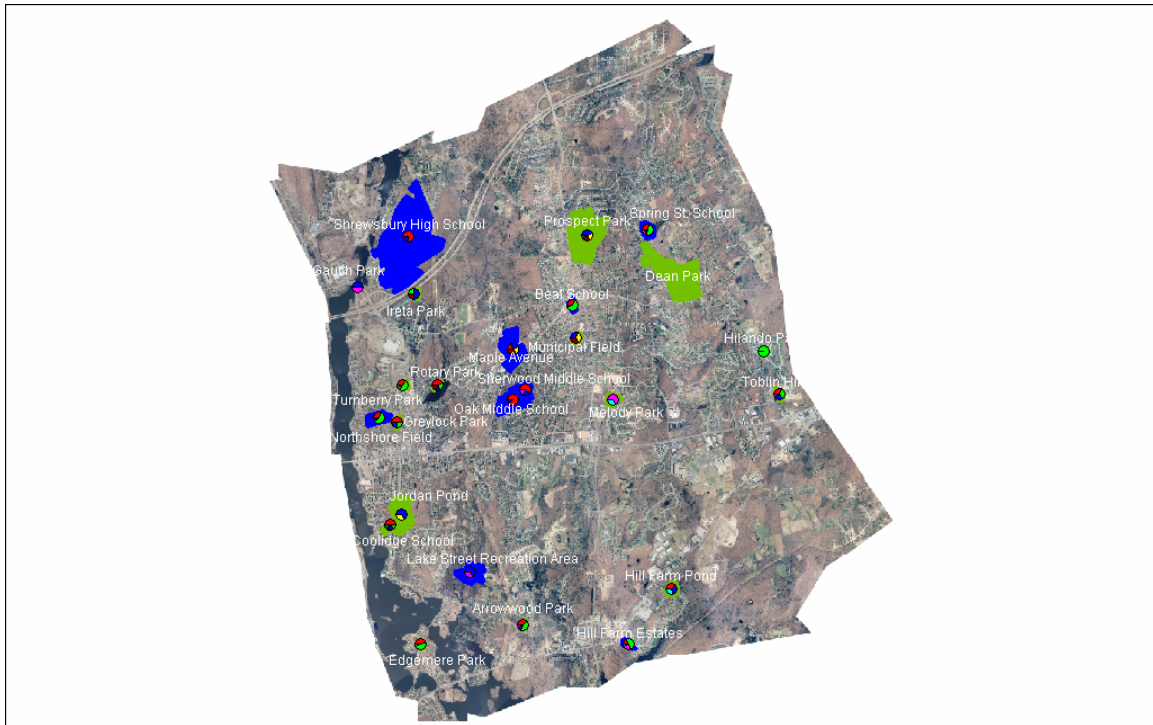 Spring St. School
Prospect Park
Shrewsbury High School
Gauch Park
Dean Park
Beal School
Ireta Park
Municipal Field
Maple Avenue
Hilando
Rotary Park
Sherwood Middle School
Toblin
Turnberry Park
Oak Middle School
Melody Park
Greylock Park
Northshore Field
Jordan Pond
Coolidge School
Lake Street Recreation Area
Hill Farm Pond
Arrowwood Park
Hill Farm Estates
Edgemere Park